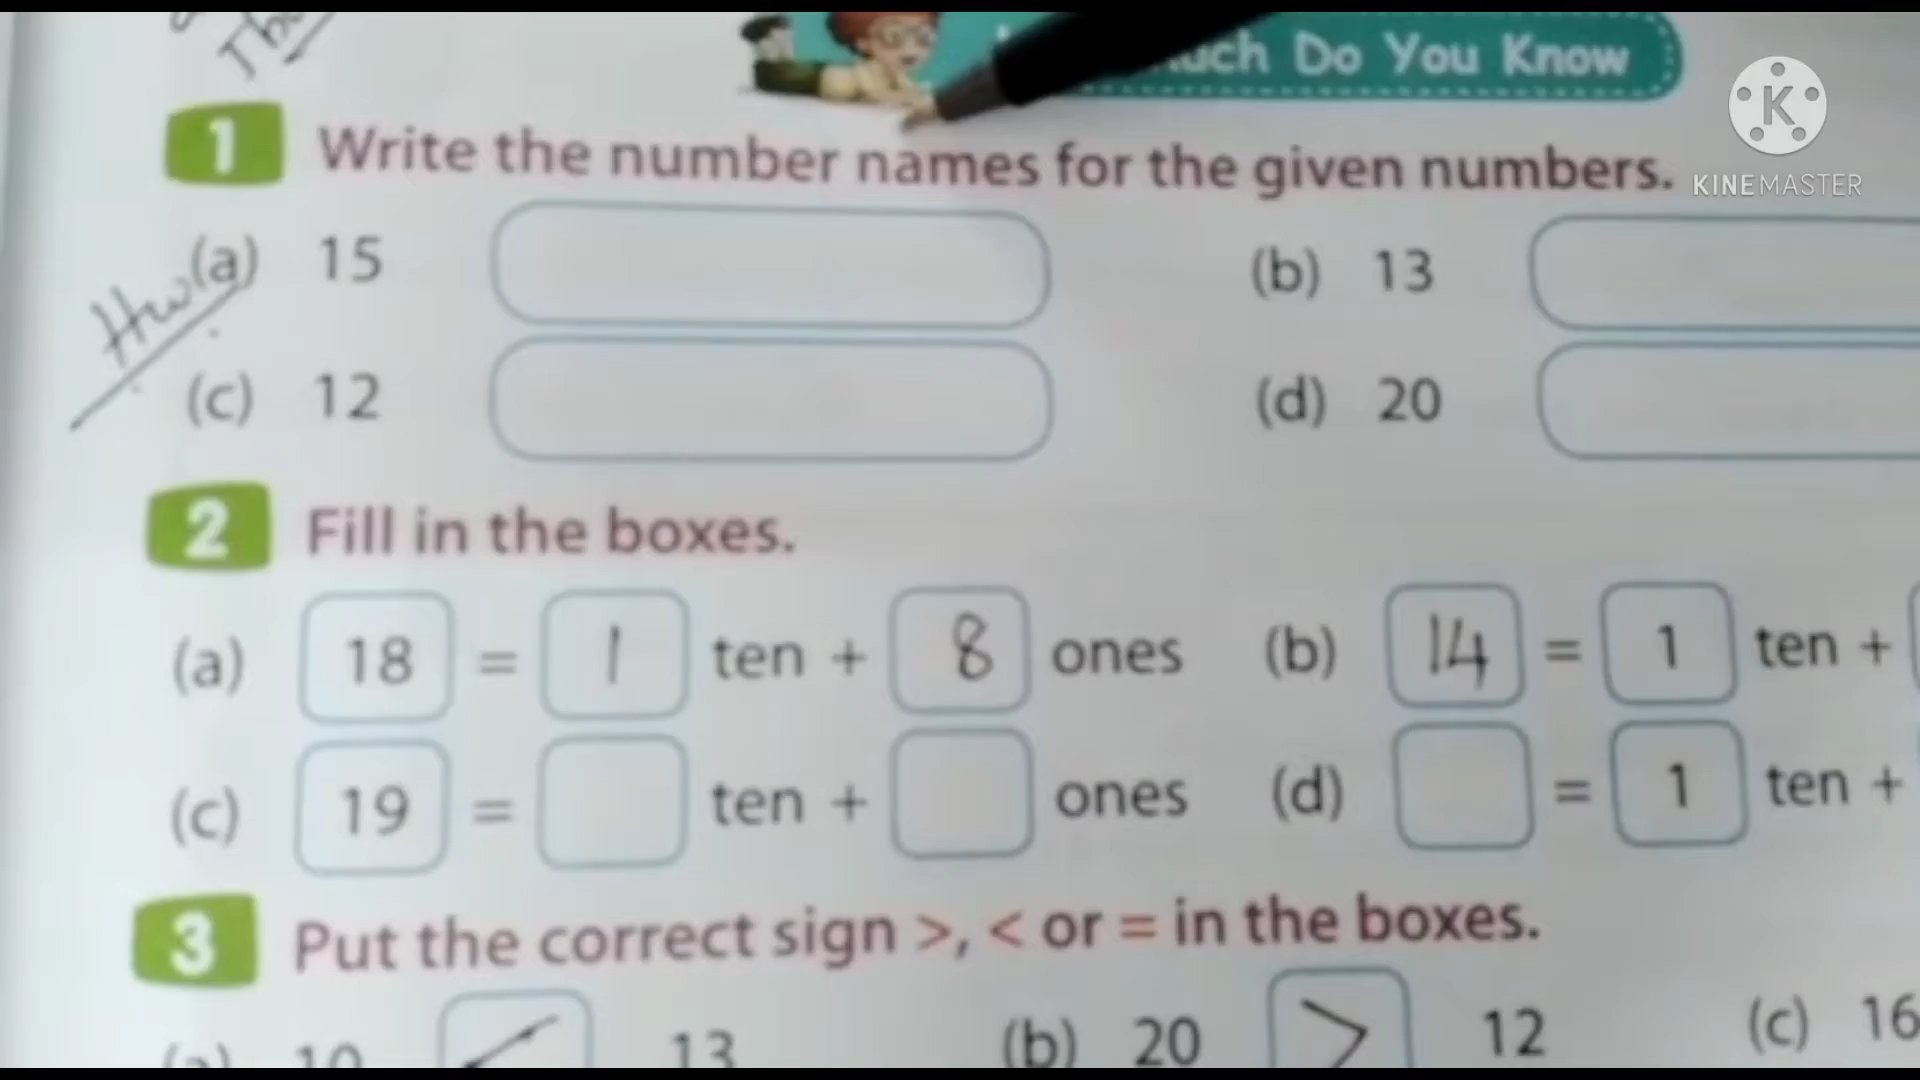 Do You Know
K
KINEMASTER
1 Write the number names for the given numbers.
Hw
(a) 15 (b) 13
(c) 12 (d) 20
2 Fill in the boxes.
(a) 18 = 1 ten + 8 ones (b) 14 = 1 ten +
(c) 19 = ten + ones (d) = 1 ten +
3 Put the correct sign >, < or = in the boxes.
(a) 10 < 13 (b) 20 > 12 (c) 16